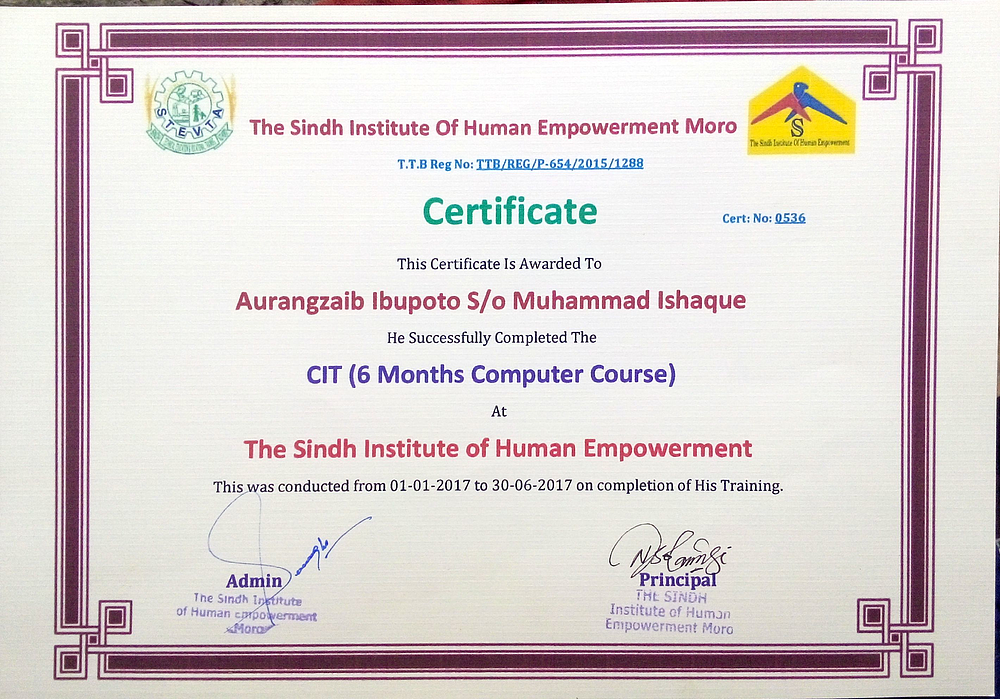 STEVTA
The Sindh Institute Of Human Empowerment Moro
S
The Sindh Institute Of Human Empowerment
T.T.B Reg No: TTB/REG/P-654/2015/1288
Certificate
Cert: No: 0536
This Certificate Is Awarded To
Aurangzaib Ibupoto S/o Muhammad Ishaque
He Successfully Completed The
CIT (6 Months Computer Course)
At
The Sindh Institute of Human Empowerment
This was conducted from 01-01-2017 to 30-06-2017 on completion of His Training.
Admin
The Sindh Institute
of Human Empowerment
Moro
Principal
THE SINDH
Institute of Human
Empowerment Moro